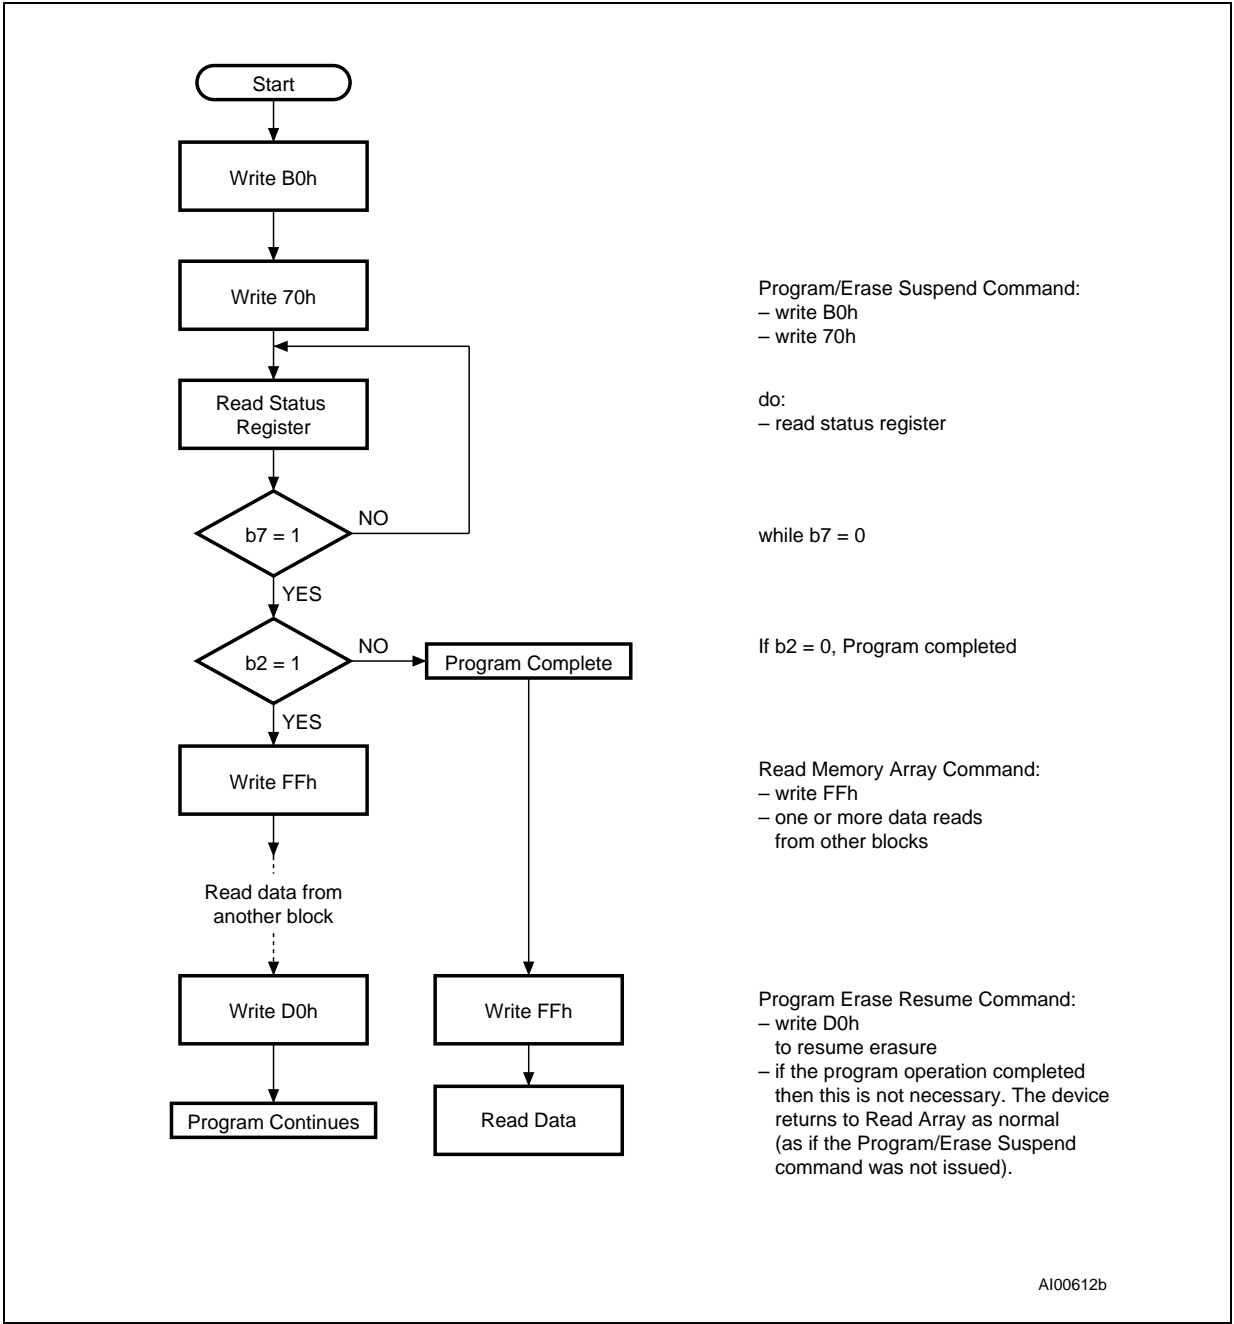 Start
Write B0h
Write 70h
Read Status
Register
b7 = 1
NO
YES
b2 = 1
NO
Program Complete
YES
Write FFh
Read data from
another block
Write D0h
Program Continues
Write FFh
Read Data
Program/Erase Suspend Command:
– write B0h
– write 70h
do:
– read status register
while b7 = 0
If b2 = 0, Program completed
Read Memory Array Command:
– write FFh
– one or more data reads
from other blocks
Program Erase Resume Command:
– write D0h
to resume erasure
– if the program operation completed
then this is not necessary. The device
returns to Read Array as normal
(as if the Program/Erase Suspend
command was not issued).
AI00612b